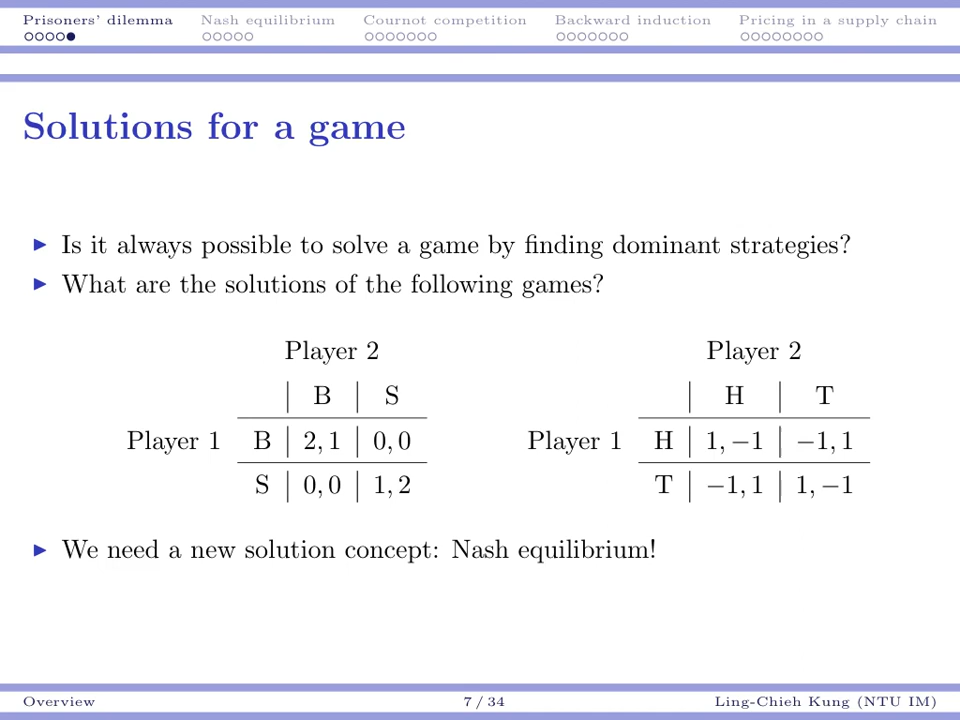 Prisoners' dilemma Nash equilibrium Cournot competition Backward induction Pricing in a supply chain
Solutions for a game
Is it always possible to solve a game by finding dominant strategies?
What are the solutions of the following games?
Player 2 Player 2
B S H T
Player 1 B 2, 1 0, 0 Player 1 H 1, −1 −1, 1
S 0, 0 1, 2 T −1, 1 1, −1
We need a new solution concept: Nash equilibrium!
Overview 7 / 34 Ling-Chieh Kung (NTU IM)